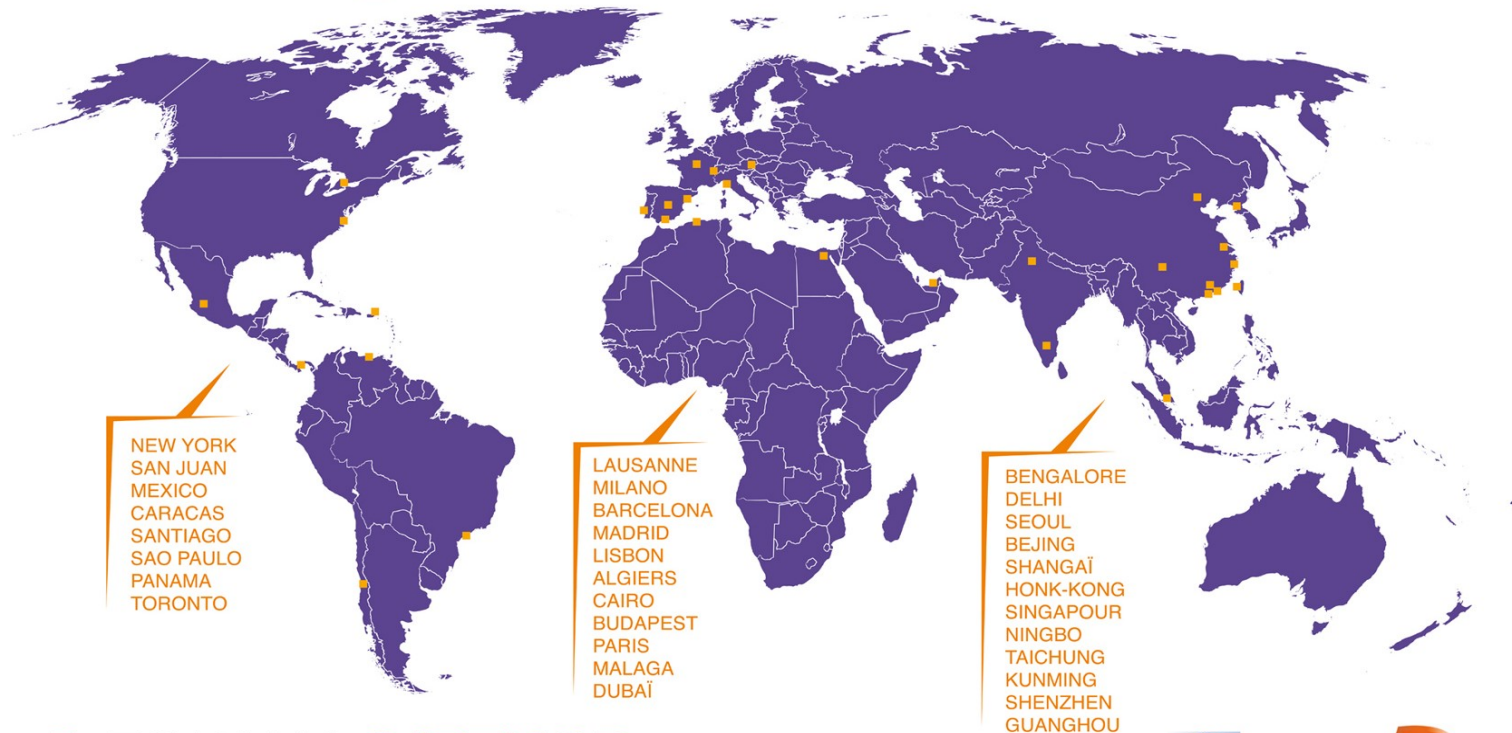 NEW YORK
SAN JUAN
MEXICO
CARACAS
SANTIAGO
SAO PAULO
PANAMA
TORONTO
LAUSANNE
MILANO
BARCELONA
MADRID
LISBON
ALGIERS
CAIRO
BUDAPEST
PARIS
MALAGA
DUBAÏ
BENGALORE
DELHI
SEOUL
BEJING
SHANGAÏ
HONK-KONG
SINGAPOUR
NINGBO
TAICHUNG
KUNMING
SHENZHEN
GUANGHOU